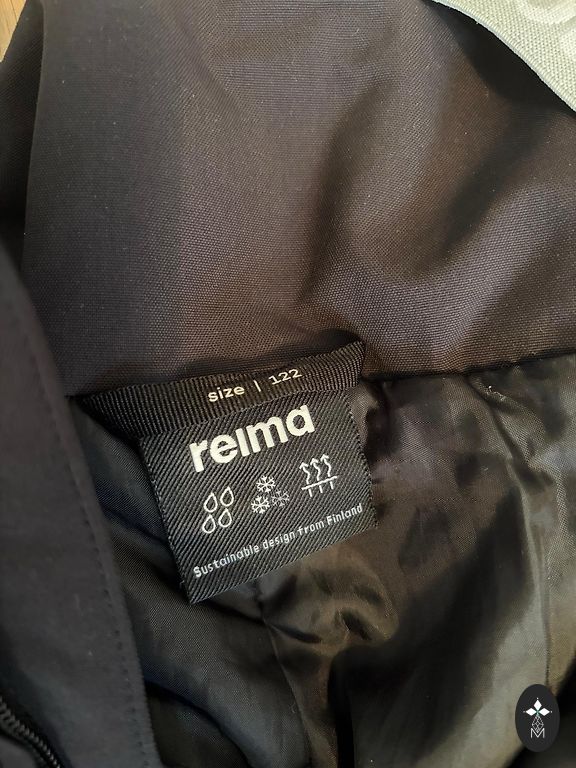 size | 122
reima
Sustainable design from Finland
M